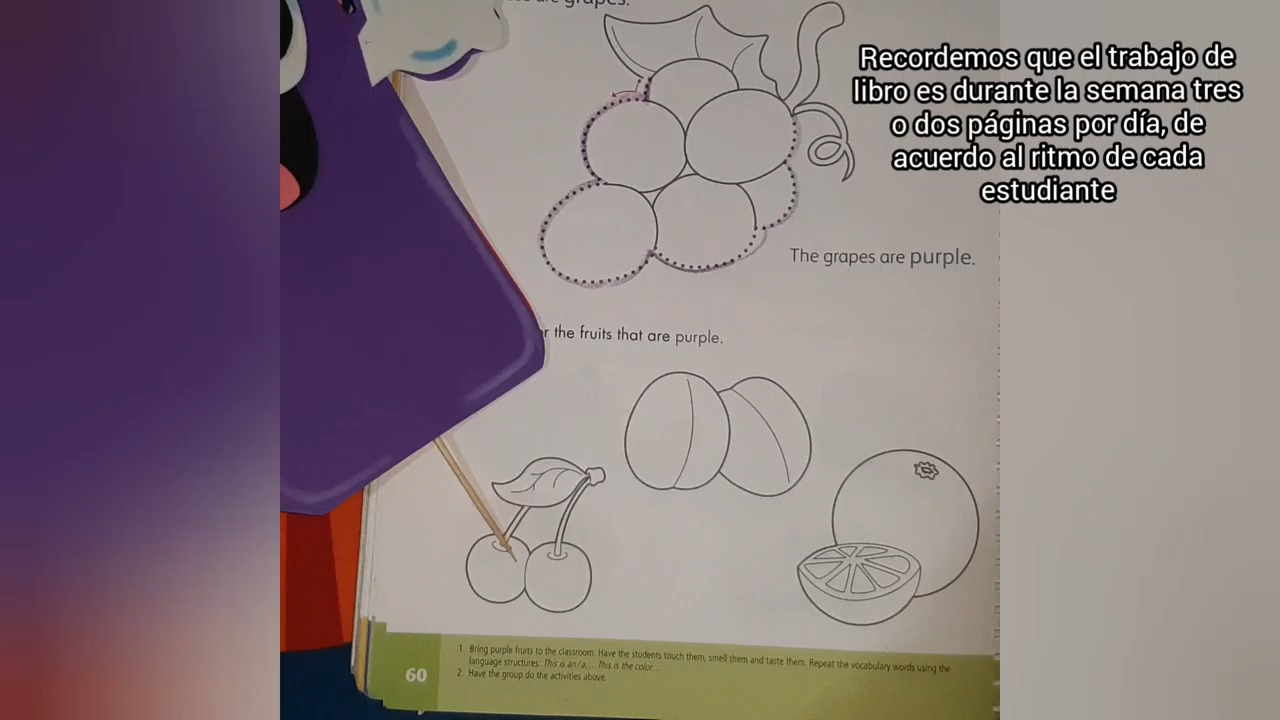 are grapes.
Recordemos que el trabajo de
libro es durante la semana tres
o dos páginas por día, de
acuerdo al ritmo de cada
estudiante
The grapes are purple.
the fruits that are purple.
1. Bring purple fruits to the classroom. Have the students touch them, smell them and taste them. Repeat the vocabulary words using the
language structures: This is an/a... This is the color...
2. Have the group do the activities above.
60